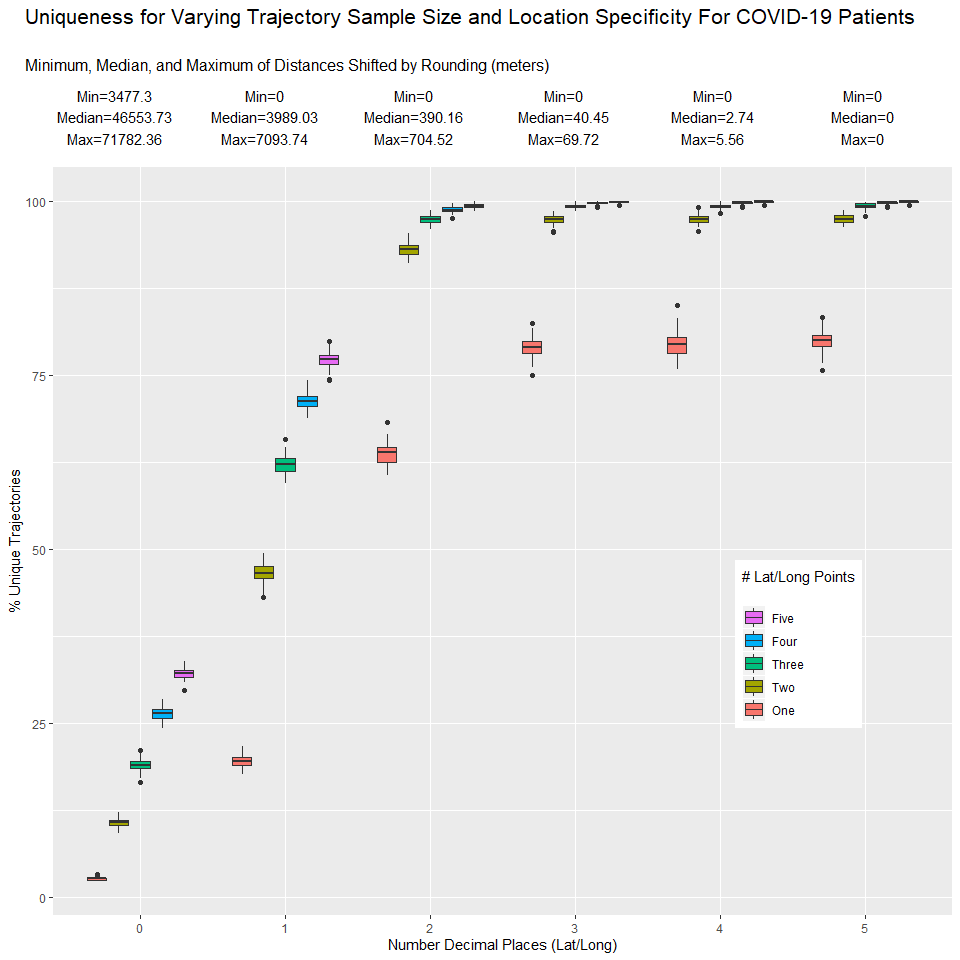 Uniqueness for Varying Trajectory Sample Size and Location Specificity For COVID-19 Patients
Minimum, Median, and Maximum of Distances Shifted by Rounding (meters)
Min=3477.3 Min=0 Min=0 Min=0 Min=0 Min=0
Median=46553.73 Median=3989.03 Median=390.16 Median=40.45 Median=2.74 Median=0
Max=71782.36 Max=7093.74 Max=704.52 Max=69.72 Max=5.56 Max=0
% Unique Trajectories
100
75
50
25
0
# Lat/Long Points
Five
Four
Three
Two
One
0 1 2 3 4 5
Number Decimal Places (Lat/Long)